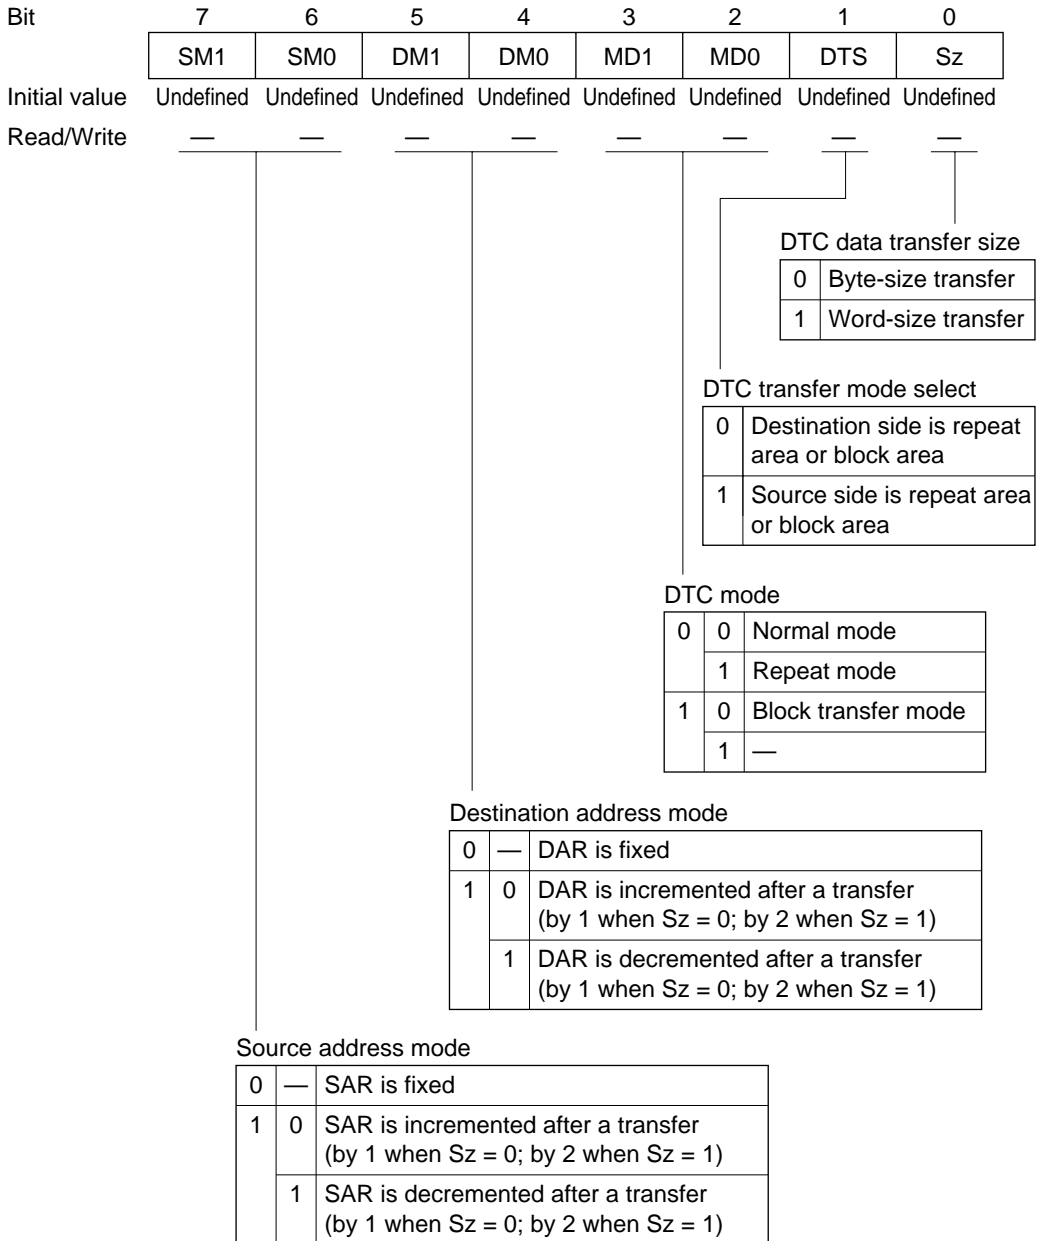 Bit 7 6 5 4 3 2 1 0
SM1 SM0 DM1 DM0 MD1 MD0 DTS Sz
Initial value Undefined Undefined Undefined Undefined Undefined Undefined Undefined Undefined
Read/Write — — — — — — — —
DTC data transfer size
0 Byte-size transfer
1 Word-size transfer
DTC transfer mode select
0 Destination side is repeat
area or block area
1 Source side is repeat area
or block area
DTC mode
0 0 Normal mode
1 Repeat mode
1 0 Block transfer mode
1 —
Destination address mode
0 — DAR is fixed
1 0 DAR is incremented after a transfer
(by 1 when Sz = 0; by 2 when Sz = 1)
1 DAR is decremented after a transfer
(by 1 when Sz = 0; by 2 when Sz = 1)
Source address mode
0 — SAR is fixed
1 0 SAR is incremented after a transfer
(by 1 when Sz = 0; by 2 when Sz = 1)
1 SAR is decremented after a transfer
(by 1 when Sz = 0; by 2 when Sz = 1)